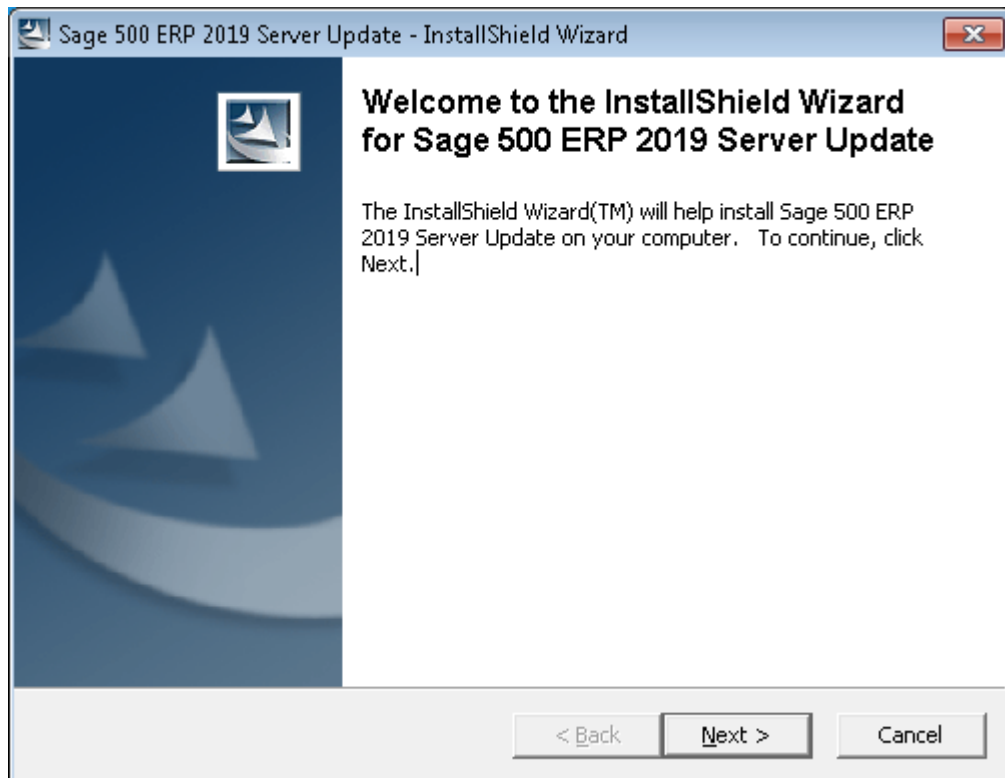 Sage 500 ERP 2019 Server Update - InstallShield Wizard
Welcome to the InstallShield Wizard
for Sage 500 ERP 2019 Server Update
The InstallShield Wizard(TM) will help install Sage 500 ERP
2019 Server Update on your computer.   To continue, click
Next.
< Back
Next >
Cancel